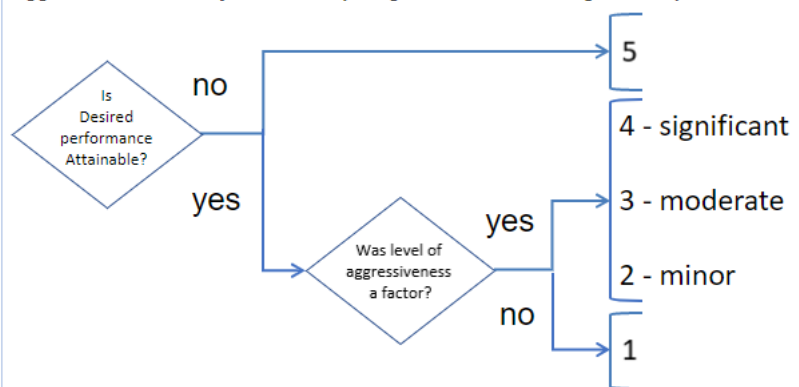 no
5
Is
Desired
performance
Attainable?
4 - significant
yes
3 - moderate
yes
Was level of
aggressiveness
a factor?
2 - minor
no
1